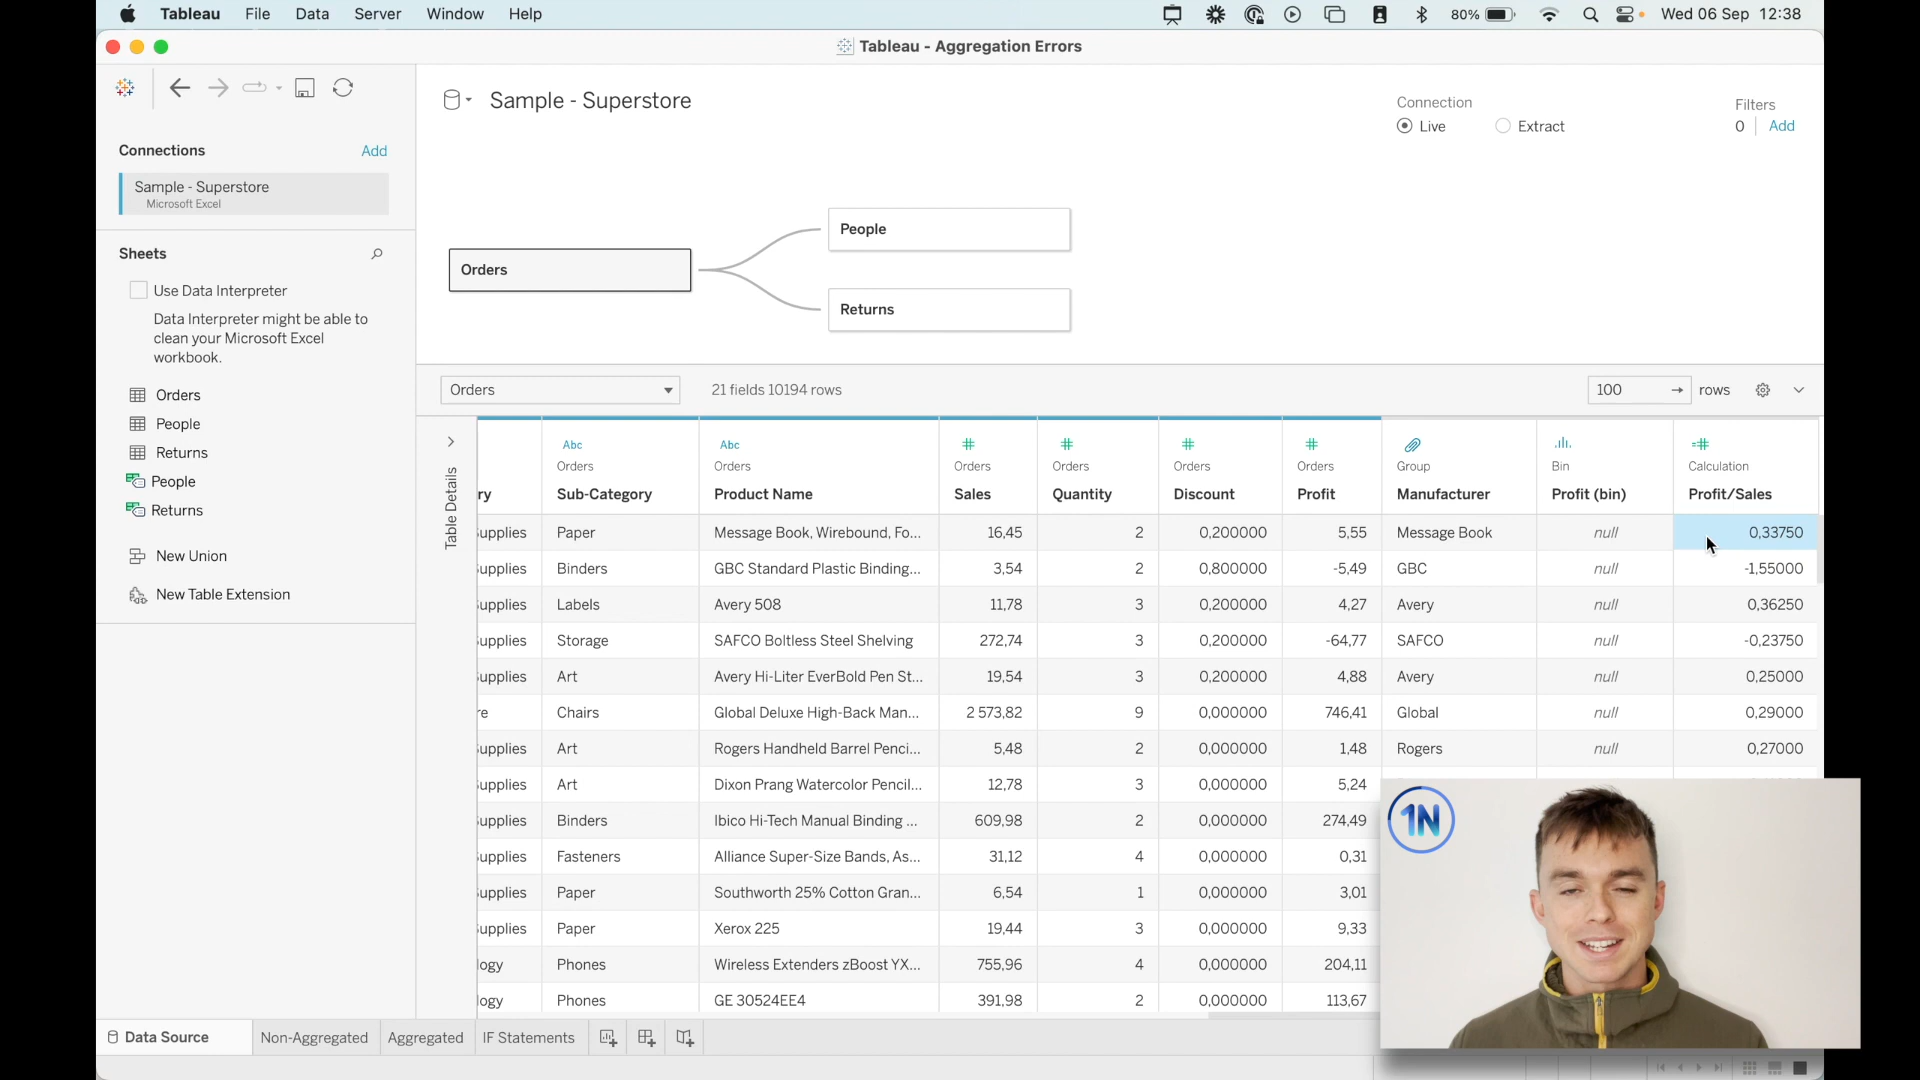 Tableau File Data Server Window Help 80% Wed 06 Sep 12:38
Tableau - Aggregation Errors
Sample - Superstore
Connection
Live Extract
Filters
0 Add
Connections Add
Sample - Superstore
Microsoft Excel
Sheets
Use Data Interpreter
Data Interpreter might be able to
clean your Microsoft Excel
workbook.
Orders
People
Returns
People
Returns
New Union
New Table Extension
Orders
People
Returns
Orders 21 fields 10194 rows 100 → rows
Table Details
Abc Abc
Orders Orders Orders Orders Orders Orders Group Bin Calculation
ry Sub-Category Product Name Sales Quantity Discount Profit Manufacturer Profit (bin) Profit/Sales
upplies Paper Message Book, Wirebound, Fo... 16,45 2 0,200000 5,55 Message Book null 0,33750
upplies Binders GBC Standard Plastic Binding... 3,54 2 0,800000 -5,49 GBC null -1,55000
upplies Labels Avery 508 11,78 3 0,200000 4,27 Avery null 0,36250
upplies Storage SAFCO Boltless Steel Shelving 272,74 3 0,200000 -64,77 SAFCO null -0,23750
upplies Art Avery Hi-Liter EverBold Pen St... 19,54 3 0,200000 4,88 Avery null 0,25000
re Chairs Global Deluxe High-Back Man... 2 573,82 9 0,000000 746,41 Global null 0,29000
upplies Art Rogers Handheld Barrel Penci... 5,48 2 0,000000 1,48 Rogers null 0,27000
upplies Art Dixon Prang Watercolor Pencil... 12,78 3 0,000000 5,24
upplies Binders Ibico Hi-Tech Manual Binding ... 609,98 2 0,000000 274,49
upplies Fasteners Alliance Super-Size Bands, As... 31,12 4 0,000000 0,31
upplies Paper Southworth 25% Cotton Gran... 6,54 1 0,000000 3,01
upplies Paper Xerox 225 19,44 3 0,000000 9,33
logy Phones Wireless Extenders zBoost YX... 755,96 4 0,000000 204,11
logy Phones GE 30524EE4 391,98 2 0,000000 113,67
1N
Data Source Non-Aggregated Aggregated IF Statements